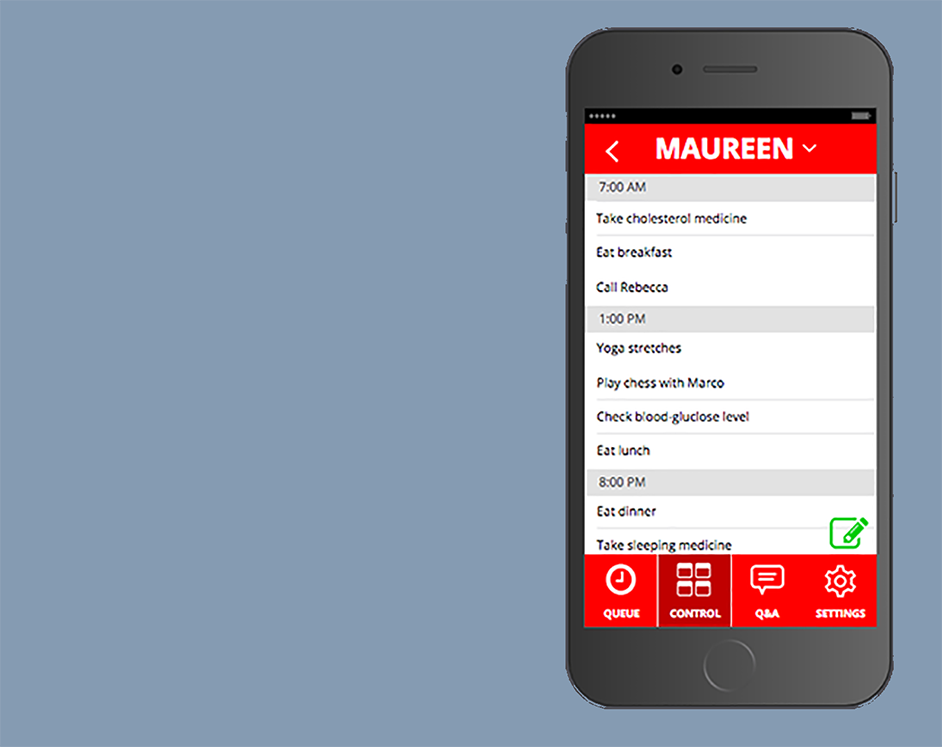 MAUREEN
7:00 AM
Take cholesterol medicine
Eat breakfast
Call Rebecca
1:00 PM
Yoga stretches
Play chess with Marco
Check blood-gluclose level
Eat lunch
8:00 PM
Eat dinner
Take sleeping medicine
QUEUE CONTROL Q&A SETTINGS